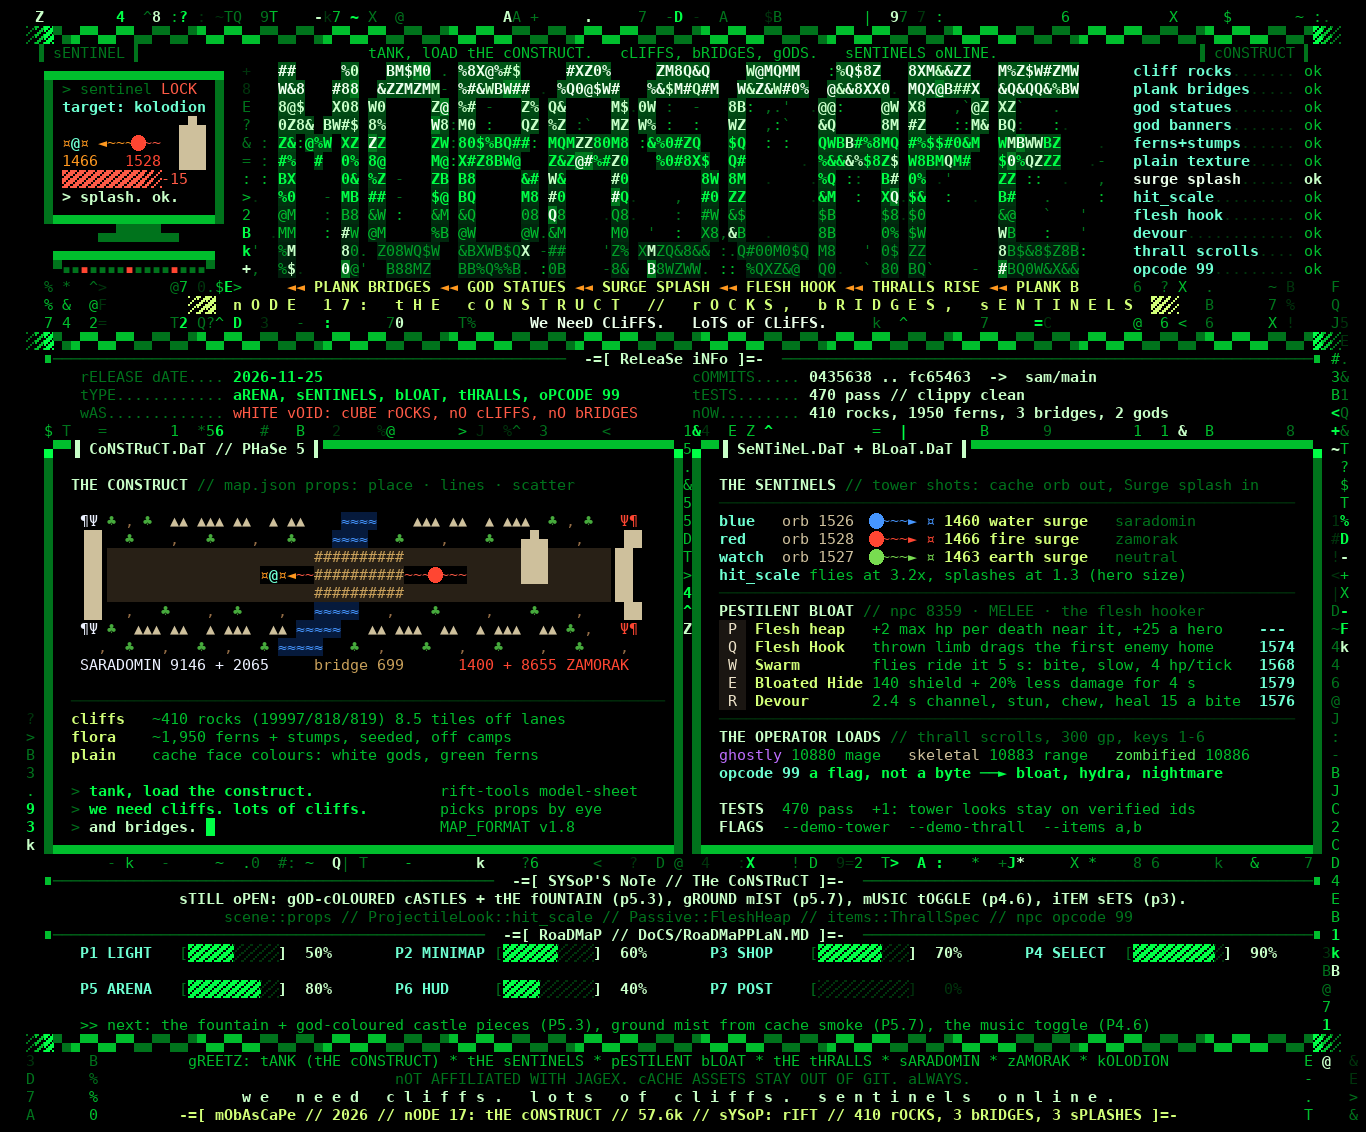 sENTINEL
tANK, lOAD tHE cONSTRUCT.   cLIFFS, bRIDGES, gODS.   sENTINELS oNLINE.
cONSTRUCT
> sentinel LOCK
target: kolodion
¤@¤ ◄~~~●~~
1466   1528
-15
> splash. ok.
cliff rocks....... ok
plank bridges..... ok
god statues....... ok
god banners....... ok
ferns+stumps...... ok
plain texture..... ok
surge splash...... ok
hit_scale......... ok
flesh hook........ ok
devour............ ok
thrall scrolls.... ok
opcode 99......... ok
◄◄ PLANK BRIDGES ◄◄ GOD STATUES ◄◄ SURGE SPLASH ◄◄ FLESH HOOK ◄◄ THRALLS RISE ◄◄ PLANK B
nODE 17: tHE cONSTRUCT // rOCKS, bRIDGES, sENTINELS
We NeeD CLiFFS.   LoTS oF CLiFFS.
-=[ ReLeaSe iNFo ]=-
rELEASE dATE.... 2026-11-25
tYPE............ aRENA, sENTINELS, bLOAT, tHRALLS, oPCODE 99
wAS............. wHITE vOID: cUBE rOCKS, nO cLIFFS, nO bRIDGES
cOMMITS..... 0435638 .. fc65463  ->  sam/main
tESTS....... 470 pass // clippy clean
nOW......... 410 rocks, 1950 ferns, 3 bridges, 2 gods
CoNSTRuCT.DaT // PHaSe 5
THE CONSTRUCT // map.json props: place · lines · scatter
SARADOMIN 9146 + 2065     bridge 699      1400 + 8655 ZAMORAK
cliffs   ~410 rocks (19997/818/819) 8.5 tiles off lanes
flora    ~1,950 ferns + stumps, seeded, off camps
plain    cache face colours: white gods, green ferns
> tank, load the construct.              rift-tools model-sheet
> we need cliffs. lots of cliffs.        picks props by eye
> and bridges.                           MAP_FORMAT v1.8
SeNTiNeL.DaT + BLoaT.DaT
THE SENTINELS // tower shots: cache orb out, Surge splash in
blue   orb 1526  ●~~~► ¤ 1460 water surge   saradomin
red    orb 1528  ●~~~► ¤ 1466 fire surge    zamorak
watch  orb 1527  ●~~~► ¤ 1463 earth surge   neutral
hit_scale flies at 3.2x, splashes at 1.3 (hero size)
PESTILENT BLOAT // npc 8359 · MELEE · the flesh hooker
P  Flesh heap   +2 max hp per death near it, +25 a hero    ---
Q  Flesh Hook   thrown limb drags the first enemy home     1574
W  Swarm        flies ride it 5 s: bite, slow, 4 hp/tick   1568
E  Bloated Hide 140 shield + 20% less damage for 4 s       1579
R  Devour       2.4 s channel, stun, chew, heal 15 a bite  1576
THE OPERATOR LOADS // thrall scrolls, 300 gp, keys 1-6
ghostly 10880 mage   skeletal 10883 range   zombified 10886
opcode 99 a flag, not a byte ──► bloat, hydra, nightmare
TESTS  470 pass  +1: tower looks stay on verified ids
FLAGS  --demo-tower  --demo-thrall  --items a,b
-=[ SYSoP'S NoTe // THe CoNSTRuCT ]=-
sTILL oPEN: gOD-cOLOURED cASTLES + tHE fOUNTAIN (p5.3), gROUND mIST (p5.7), mUSIC tOGGLE (p4.6), iTEM sETS (p3).
scene::props // ProjectileLook::hit_scale // Passive::FleshHeap // items::ThrallSpec // npc opcode 99
-=[ RoaDMaP // DoCS/RoaDMaPPLaN.MD ]=-
P1 LIGHT   [          ]  50%       P2 MINIMAP [          ]  60%       P3 SHOP    [          ]  70%       P4 SELECT  [          ]  90%
P5 ARENA   [          ]  80%       P6 HUD     [          ]  40%       P7 POST    [          ]   0%
>> next: the fountain + god-coloured castle pieces (P5.3), ground mist from cache smoke (P5.7), the music toggle (P4.6)
gREETZ: tANK (tHE cONSTRUCT) * tHE sENTINELS * pESTILENT bLOAT * tHE tHRALLS * sARADOMIN * zAMORAK * kOLODION
nOT AFFILIATED WITH JAGEX. cACHE ASSETS STAY OUT OF GIT. aLWAYS.
we need cliffs. lots of cliffs. sentinels online.
-=[ mObAsCaPe // 2026 // nODE 17: tHE cONSTRUCT // 57.6k // sYSoP: rIFT // 410 rOCKS, 3 bRIDGES, 3 sPLASHES ]=-